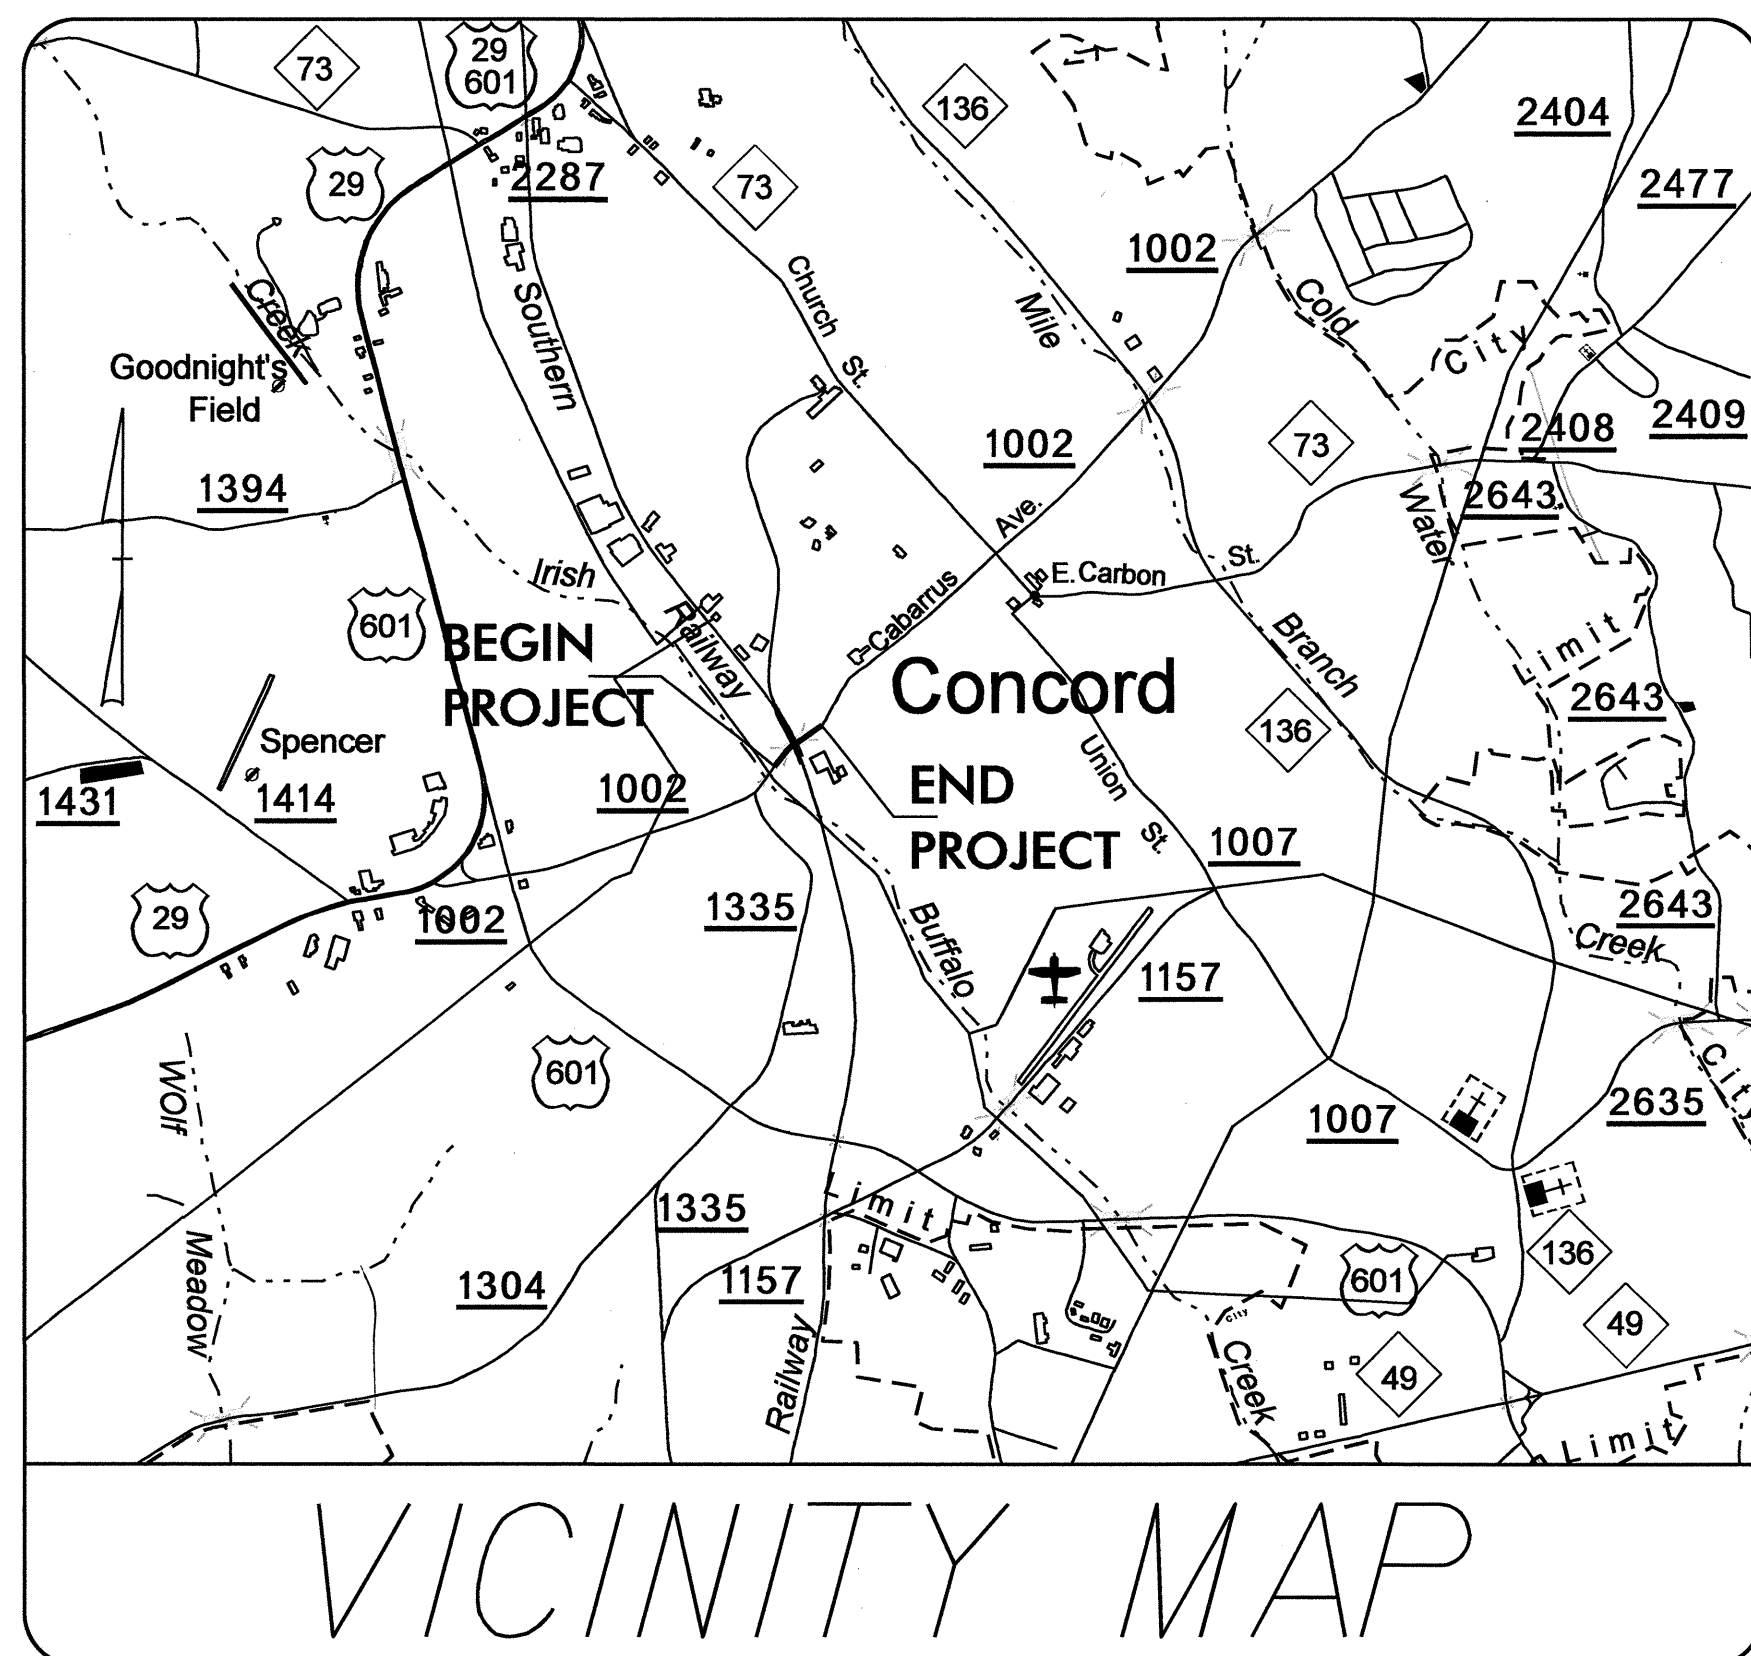 29
601
73
136
2404
29
2287
73
2477
1002
Creek
Southern
Church
St.
Mile
Cold
City
Goodnight's
Field
1002
73
2408
2409
1394
Ave.
Water
2643
Irish
E. Carbon
St.
601
Cabarrus
Railway
BEGIN
PROJECT
Concord
Branch
imit
2643
136
Spencer
Union
St.
1431
1414
1002
END
PROJECT
1007
29
1002
1335
Buffalo
2643
Creek
1157
601
Wolf
City
2635
1007
1335
imit
Meadow
136
1304
1157
601
49
City
Railway
Creek
49
Limit
VICINITY MAP